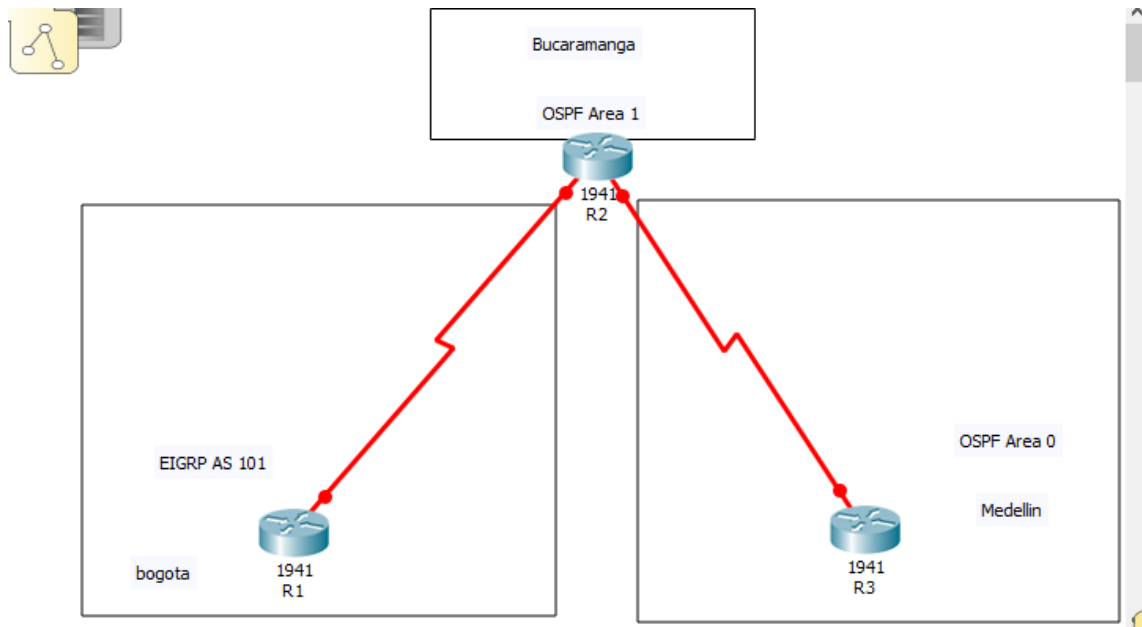 Bucaramanga
OSPF Area 1
1941
R2
EIGRP AS 101
OSPF Area 0
Medellin
bogota
1941
R1
1941
R3